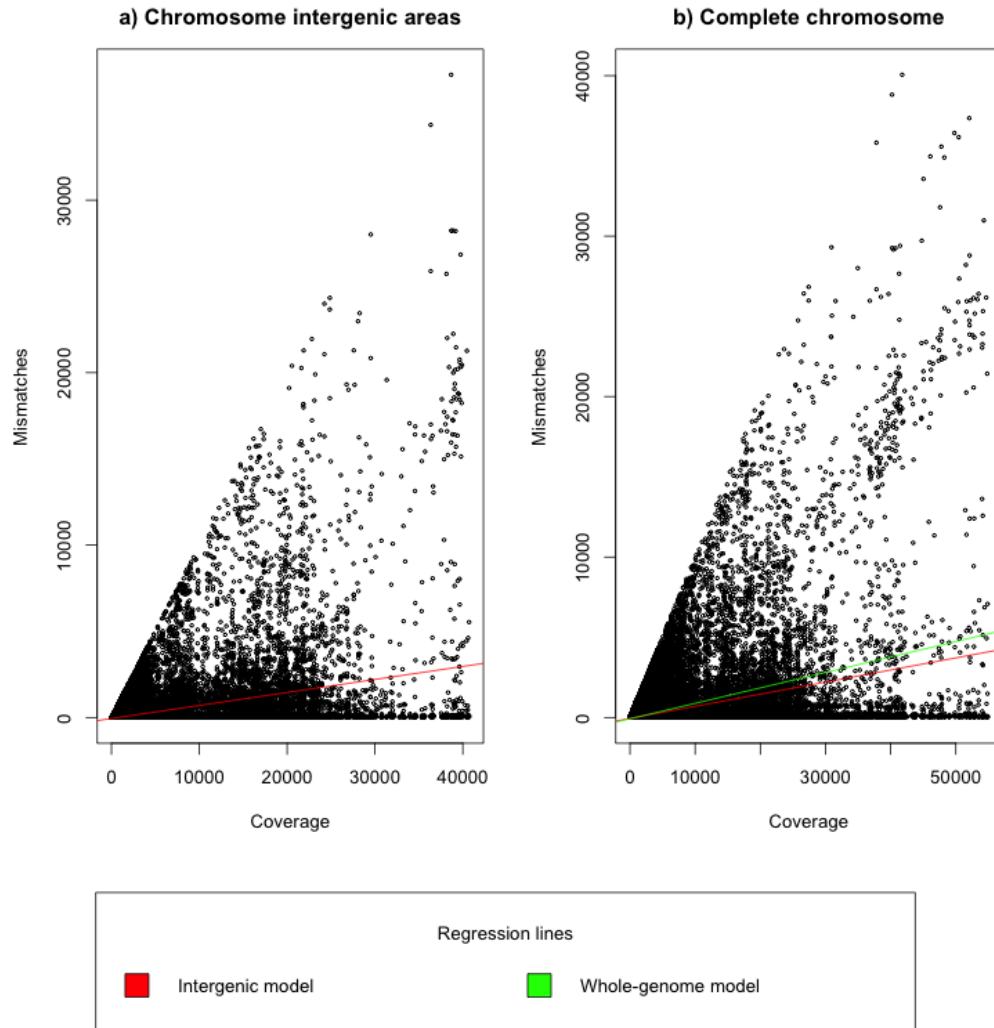 a) Chromosome intergenic areas
Mismatches
0
10000
20000
30000
0
10000
20000
30000
40000
Coverage
b) Complete chromosome
Mismatches
0
10000
20000
30000
40000
0
10000
30000
50000
Coverage
Regression lines
Intergenic model
Whole-genome model